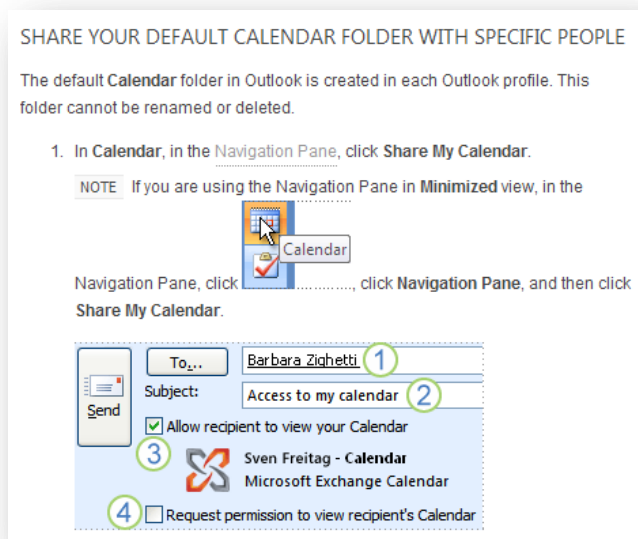 SHARE YOUR DEFAULT CALENDAR FOLDER WITH SPECIFIC PEOPLE
The default Calendar folder in Outlook is created in each Outlook profile. This
folder cannot be renamed or deleted.
1. In Calendar, in the Navigation Pane, click Share My Calendar.
NOTE If you are using the Navigation Pane in Minimized view, in the
Calendar
Navigation Pane, click , click Navigation Pane, and then click
Share My Calendar.
To... Barbara Zighetti 1
Subject: Access to my calendar 2
Send
Allow recipient to view your Calendar
3
Sven Freitag - Calendar
Microsoft Exchange Calendar
4 Request permission to view recipient's Calendar